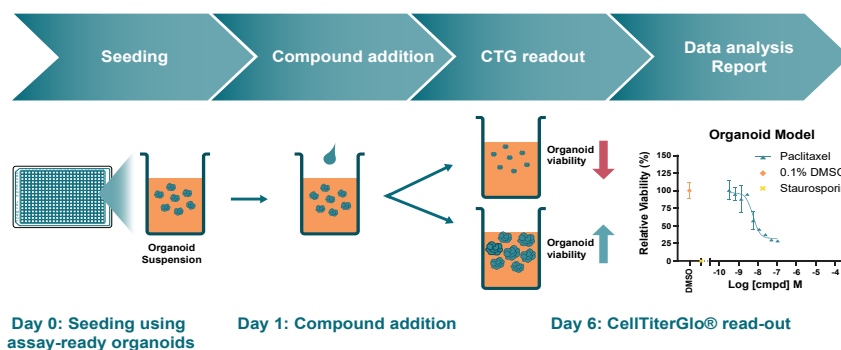 Seeding
Compound addition
CTG readout
Data analysis
Report
Organoid
Suspension
Organoid
viability
Organoid
viability
Organoid Model
Paclitaxel
0.1% DMSO
Staurospori
Relative Viability (%)
150
125
100
75
50
25
0
DMSO
-10
-9
-8
-7
-6
-5
-4
Log [cmpd] M
Day 0: Seeding using
assay-ready organoids
Day 1: Compound addition
Day 6: CellTiterGlo® read-out